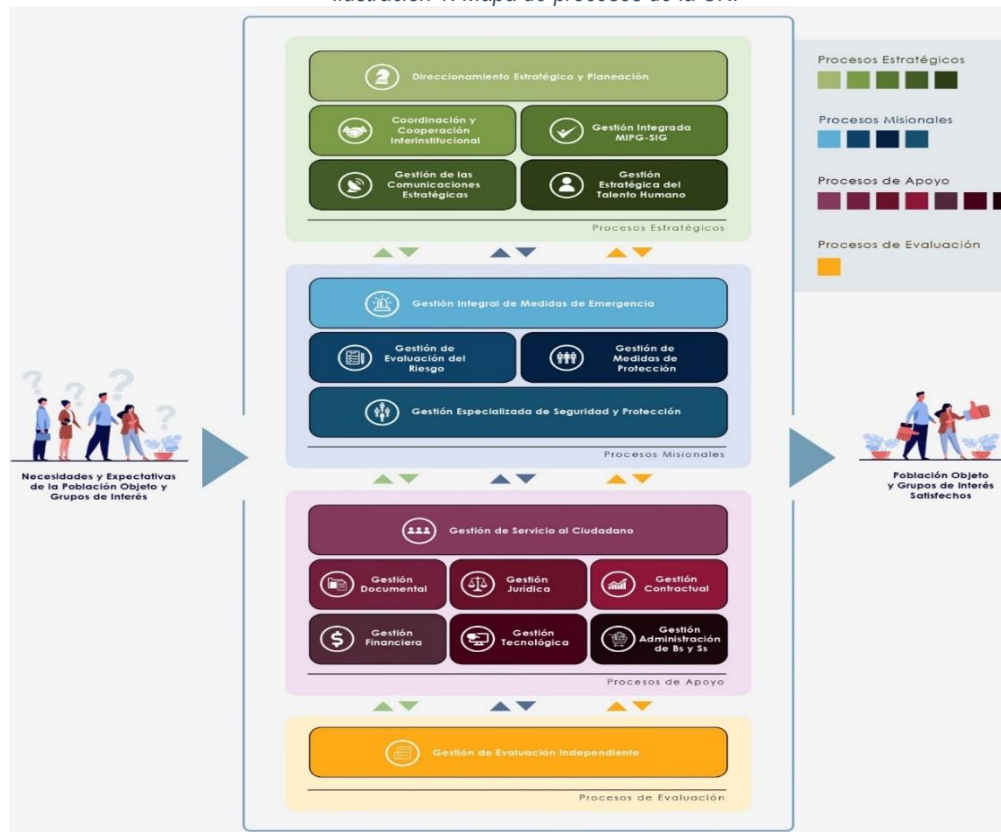 Direccionamiento Estratégico y Planeación
Coordinación y
Cooperación
Interinstitucional
Gestión Integrada
MIPG-SIG
Gestión de las
Comunicaciones
Estratégicas
Gestión
Estratégica del
Talento Humano
Procesos Estratégicos
Gestión Integral de Medidas de Emergencia
Gestión de
Evaluación del
Riesgo
Gestión de
Medidas de
Protección
Gestión Especializada de Seguridad y Protección
Procesos Misionales
Gestión de Servicio al Ciudadano
Gestión
Documental
Gestión
Jurídica
Gestión
Contractual
Gestión
Financiera
Gestión
Tecnológica
Gestión
Administración
de Bs y Ss
Procesos de Apoyo
Gestión de Evaluación Independiente
Procesos de Evaluación
Necesidades y Expectativas
de la Población Objeto y
Grupos de Interés
Población Objeto
y Grupos de Interés
Satisfechos
Procesos Estratégicos
Procesos Misionales
Procesos de Apoyo
Procesos de Evaluación